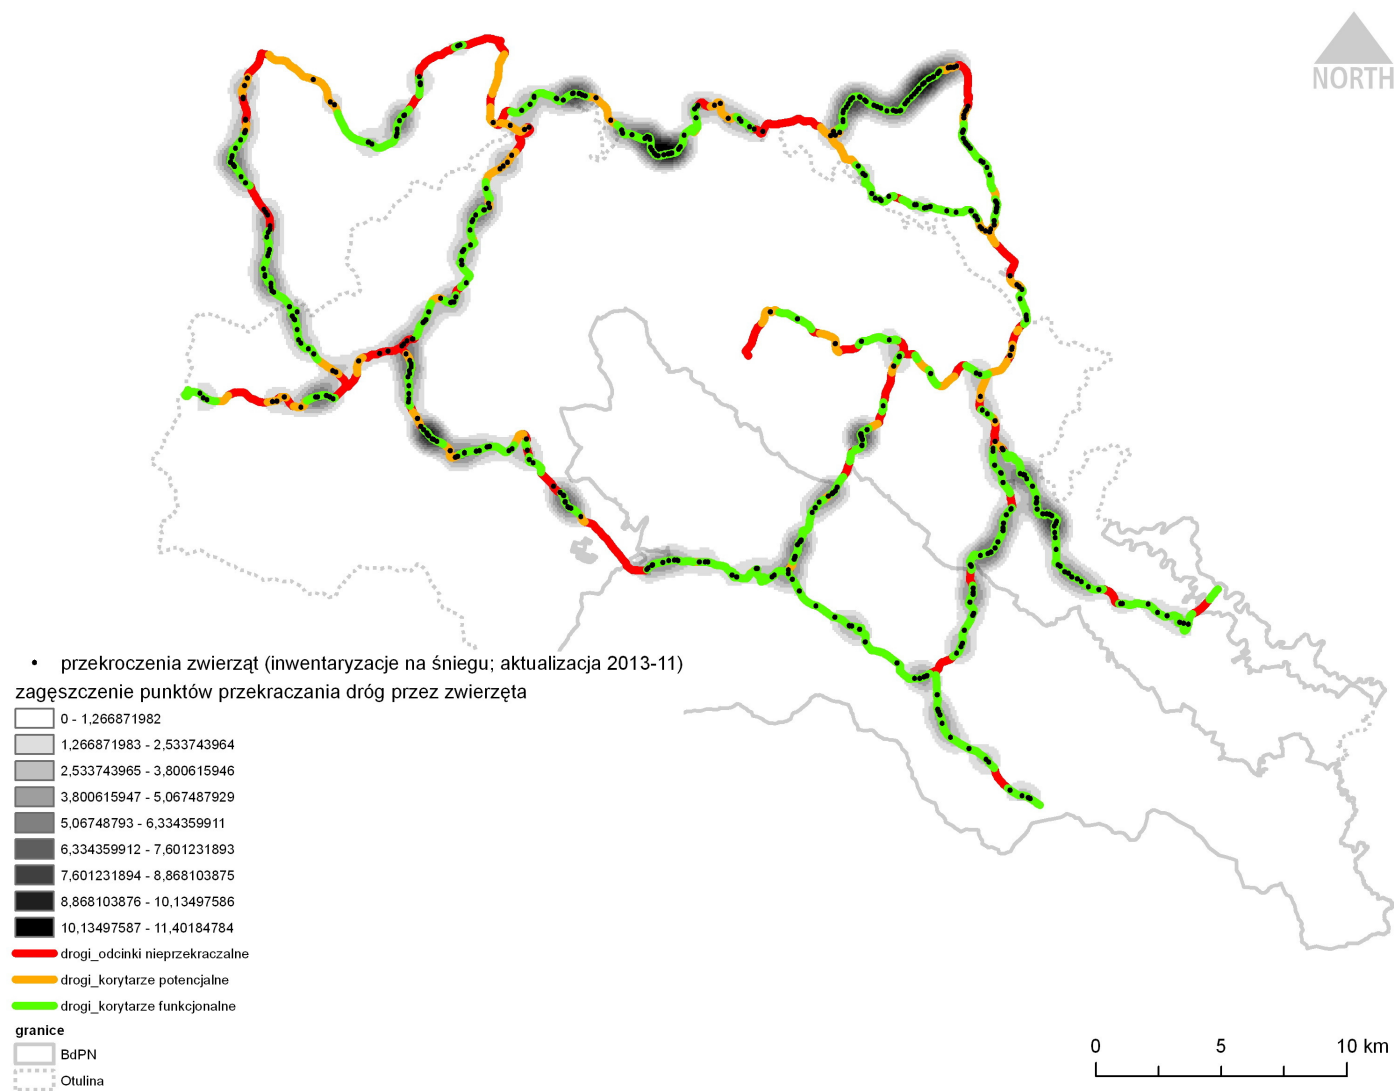 NORTH
• przekroczenia zwierząt (inwentaryzacje na śniegu; aktualizacja 2013-11)
zagęszczenie punktów przekraczania dróg przez zwierzęta
0 - 1,266871982
1,266871983 - 2,533743964
2,533743965 - 3,800615946
3,800615947 - 5,067487929
5,06748793 - 6,334359911
6,334359912 - 7,601231893
7,601231894 - 8,868103875
8,868103876 - 10,13497586
10,13497587 - 11,40184784
drogi_odcinki nieprzekraczalne
drogi_korytarze potencjalne
drogi_korytarze funkcjonalne
granice
BdPN
Otulina
0 5 10 km